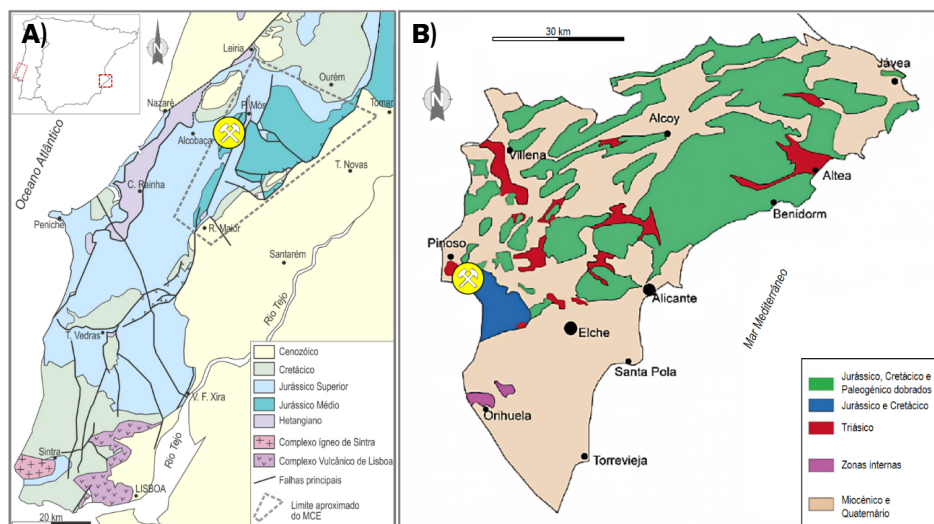 A)
N
Leiria
Ourém
Nazaré
P. Mós
Tomar
Alcobaça
Oceano Atlântico
T. Novas
C. Rainha
Peniche
R. Maior
Santarém
Rio Tejo
T. Vedras
V. F. Xira
Rio Tejo
Sintra
LISBOA
20 km
Cenozóico
Cretácico
Jurássico Superior
Jurássico Médio
Hetangiano
Complexo ígneo de Sintra
Complexo Vulcânico de Lisboa
Falhas principais
Limite aproximado
do MCE
B)
30 km
N
Jávea
Alcoy
Villena
Altea
Benidorm
Pinoso
Alicante
Mar Mediterrâneo
Elche
Santa Pola
Orihuela
Torrevieja
Jurássico, Cretácico e
Paleogénico dobrados
Jurássico e Cretácico
Triásico
Zonas internas
Miocénico e
Quaternário